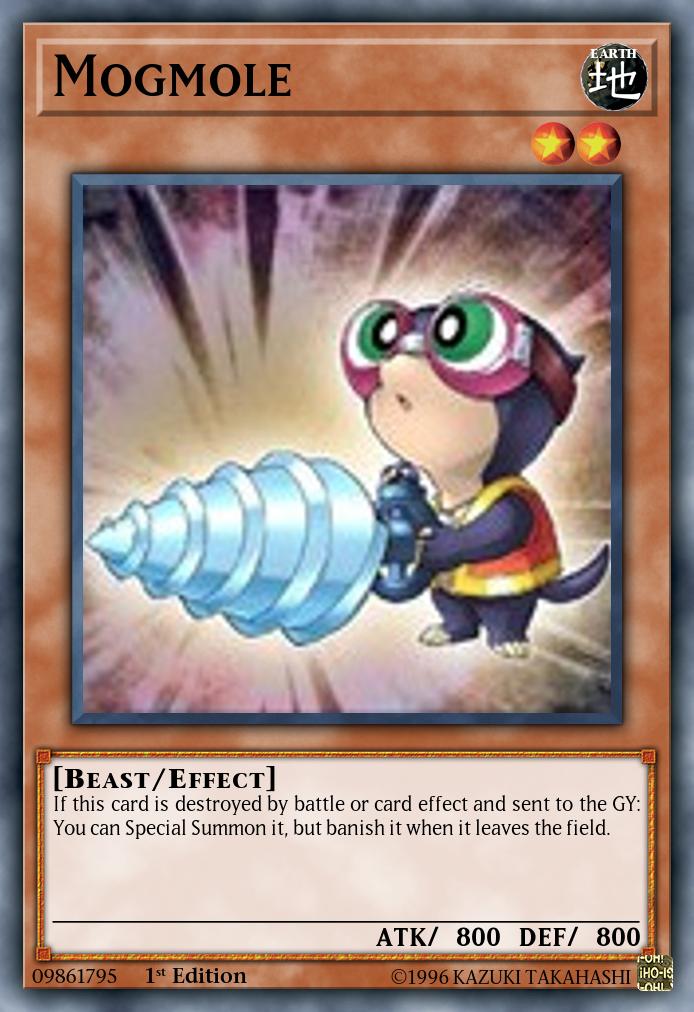 Mogmole
EARTH
地
[Beast/Effect]
If this card is destroyed by battle or card effect and sent to the GY:
You can Special Summon it, but banish it when it leaves the field.
ATK/ 800 DEF/ 800
09861795 1st Edition ©1996 KAZUKI TAKAHASHI